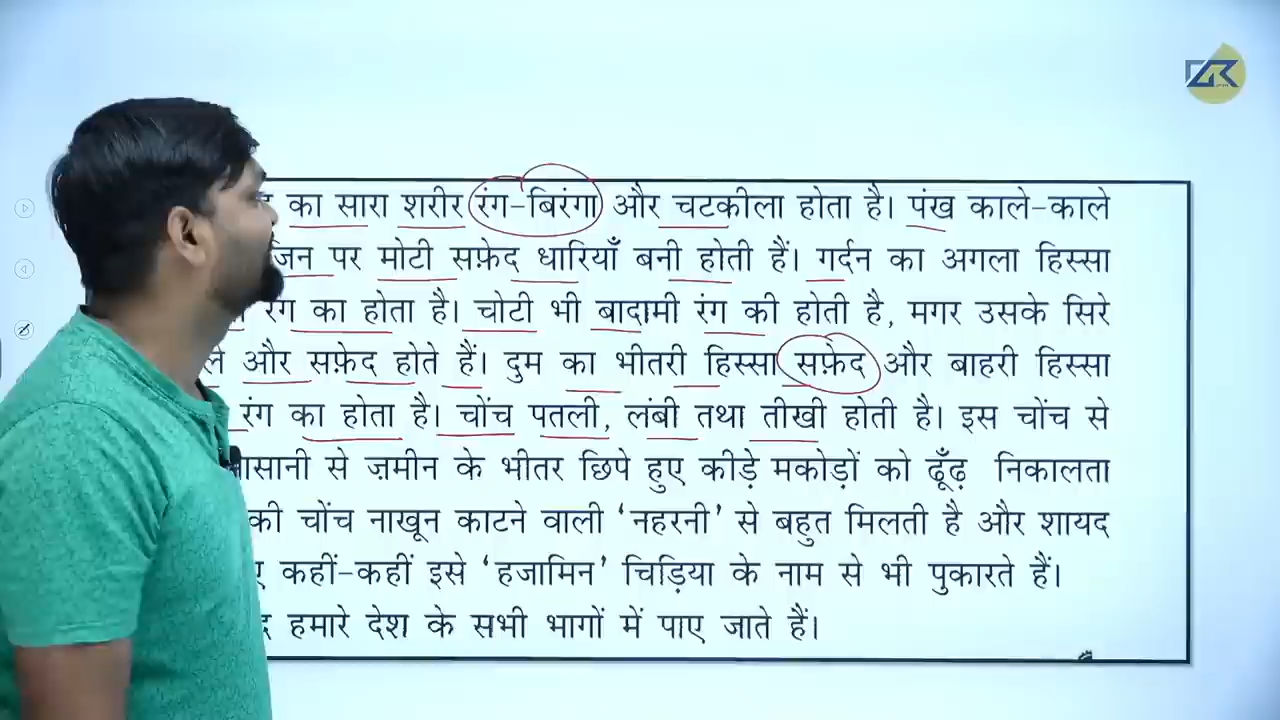 का सारा शरीर रंग-बिरंगा और चटकीला होता है। पंख काले-काले
पर मोटी सफ़ेद धारियाँ बनी होती हैं। गर्दन का अगला हिस्सा
रंग का होता है। चोटी भी बादामी रंग की होती है, मगर उसके सिरे
और सफ़ेद होते हैं। दुम का भीतरी हिस्सा सफ़ेद और बाहरी हिस्सा
रंग का होता है। चोंच पतली, लंबी तथा तीखी होती है। इस चोंच से
से ज़मीन के भीतर छिपे हुए कीड़े मकोड़ों को ढूँढ़ निकालता
की चोंच नाखून काटने वाली ‘नहरनी’ से बहुत मिलती है और शायद
कहीं-कहीं इसे ‘हजामिन’ चिड़िया के नाम से भी पुकारते हैं।
हमारे देश के सभी भागों में पाए जाते हैं।